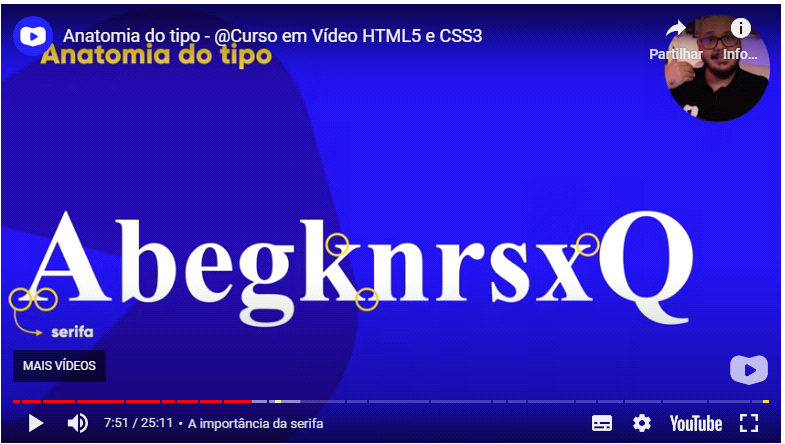 Anatomia do tipo - @Curso em Vídeo HTML5 e CSS3
Anatomia do tipo
Partilhar
Info...
AbegknrsxQ
serifa
MAIS VÍDEOS
7:51 / 25:11 • A importância da serifa
YouTube